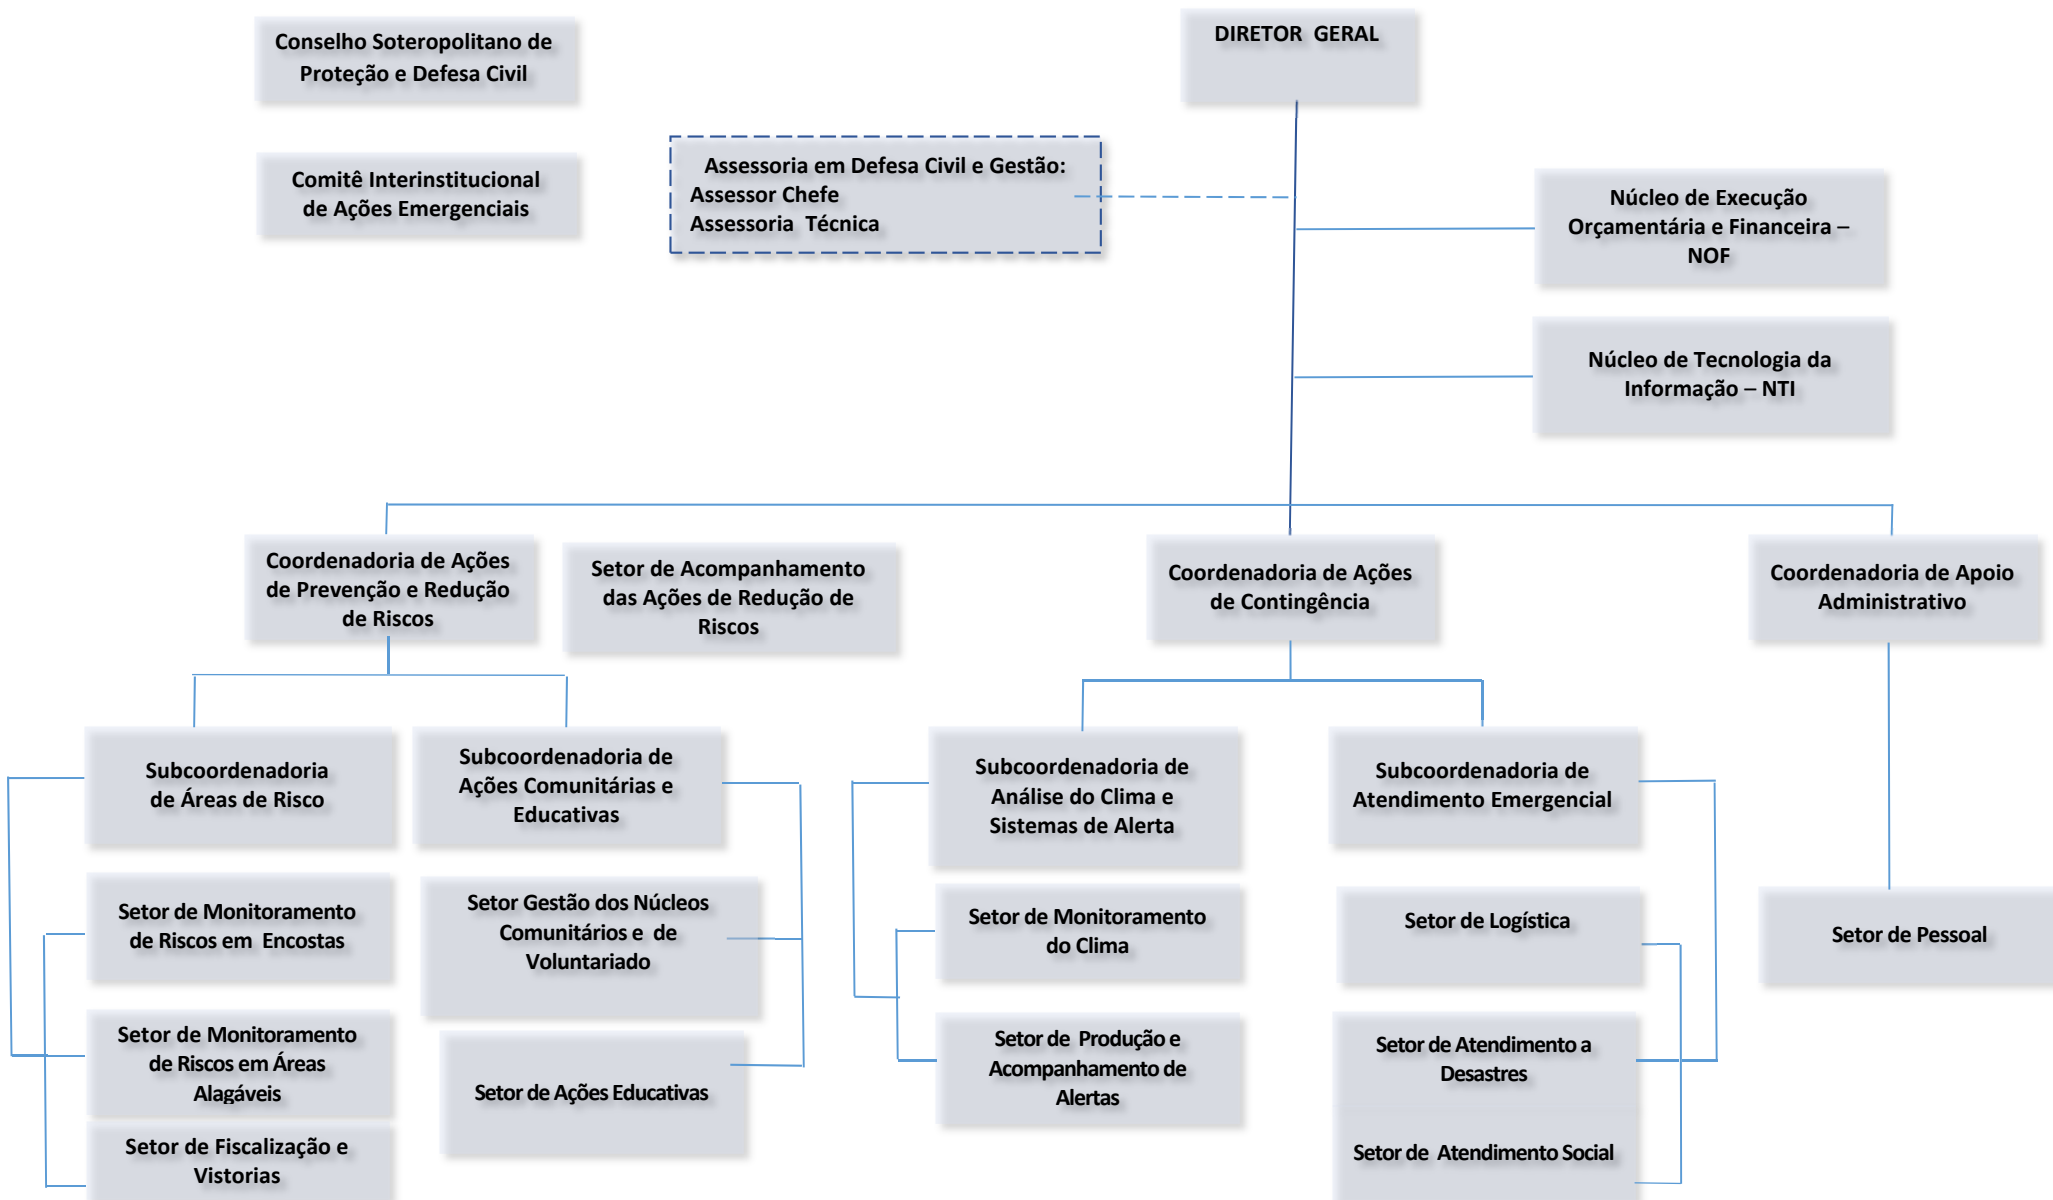 Conselho Soteropolitano de
Proteção e Defesa Civil
DIRETOR GERAL
Comitê Interinstitucional
de Ações Emergenciais
Assessoria em Defesa Civil e Gestão:
Assessor Chefe
Assessoria Técnica
Núcleo de Execução
Orçamentária e Financeira –
NOF
Núcleo de Tecnologia da
Informação – NTI
Coordenadoria de Ações
de Prevenção e Redução
de Riscos
Setor de Acompanhamento
das Ações de Redução de
Riscos
Coordenadoria de Ações
de Contingência
Coordenadoria de Apoio
Administrativo
Subcoordenadoria
de Áreas de Risco
Subcoordenadoria de
Ações Comunitárias e
Educativas
Subcoordenadoria de
Análise do Clima e
Sistemas de Alerta
Subcoordenadoria de
Atendimento Emergencial
Setor de Monitoramento
de Riscos em Encostas
Setor Gestão dos Núcleos
Comunitários e de
Voluntariado
Setor de Monitoramento
do Clima
Setor de Logística
Setor de Pessoal
Setor de Monitoramento
de Riscos em Áreas
Alagáveis
Setor de Ações Educativas
Setor de Produção e
Acompanhamento de
Alertas
Setor de Atendimento a
Desastres
Setor de Fiscalização e
Vistorias
Setor de Atendimento Social